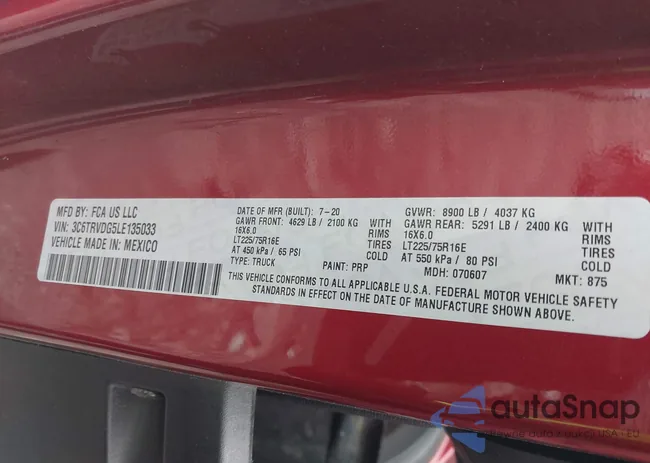 MFD BY: FCA US LLC
VIN: 3C6TRVDG5LE135033
VEHICLE MADE IN: MEXICO
DATE OF MFR (BUILT): 7-20
GAWR FRONT: 4629 LB / 2100 KG WITH
16X6.0 RIMS
LT225/75R16E TIRES
AT 450 kPa / 65 PSI COLD
TYPE: TRUCK PAINT: PRP
GVWR: 8900 LB / 4037 KG
GAWR REAR: 5291 LB / 2400 KG WITH
16X6.0 RIMS
LT225/75R16E TIRES
AT 550 kPa / 80 PSI COLD
MDH: 070607 MKT: 875
THIS VEHICLE CONFORMS TO ALL APPLICABLE U.S.A. FEDERAL MOTOR VEHICLE SAFETY
STANDARDS IN EFFECT ON THE DATE OF MANUFACTURE SHOWN ABOVE.
autoSnap